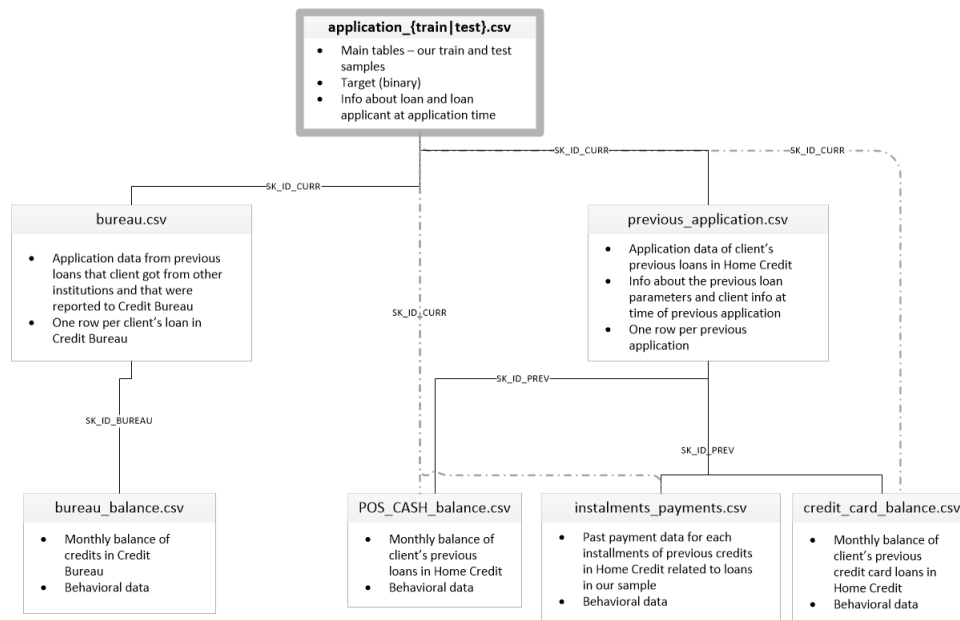 application_{train|test}.csv
• Main tables – our train and test
samples
• Target (binary)
• Info about loan and loan
applicant at application time
SK_ID_CURR
SK_ID_CURR
SK_ID_CURR
bureau.csv
• Application data from previous
loans that client got from other
institutions and that were
reported to Credit Bureau
• One row per client's loan in
Credit Bureau
previous_application.csv
• Application data of client's
previous loans in Home Credit
• Info about the previous loan
parameters and client info at
time of previous application
• One row per previous
application
SK_ID_CURR
SK_ID_PREV
SK_ID_BUREAU
SK_ID_PREV
bureau_balance.csv
• Monthly balance of
credits in Credit
Bureau
• Behavioral data
POS_CASH_balance.csv
• Monthly balance of
client's previous
loans in Home Credit
• Behavioral data
instalments_payments.csv
• Past payment data for each
installments of previous credits
in Home Credit related to loans
in our sample
• Behavioral data
credit_card_balance.csv
• Monthly balance of
client's previous
credit card loans in
Home Credit
• Behavioral data